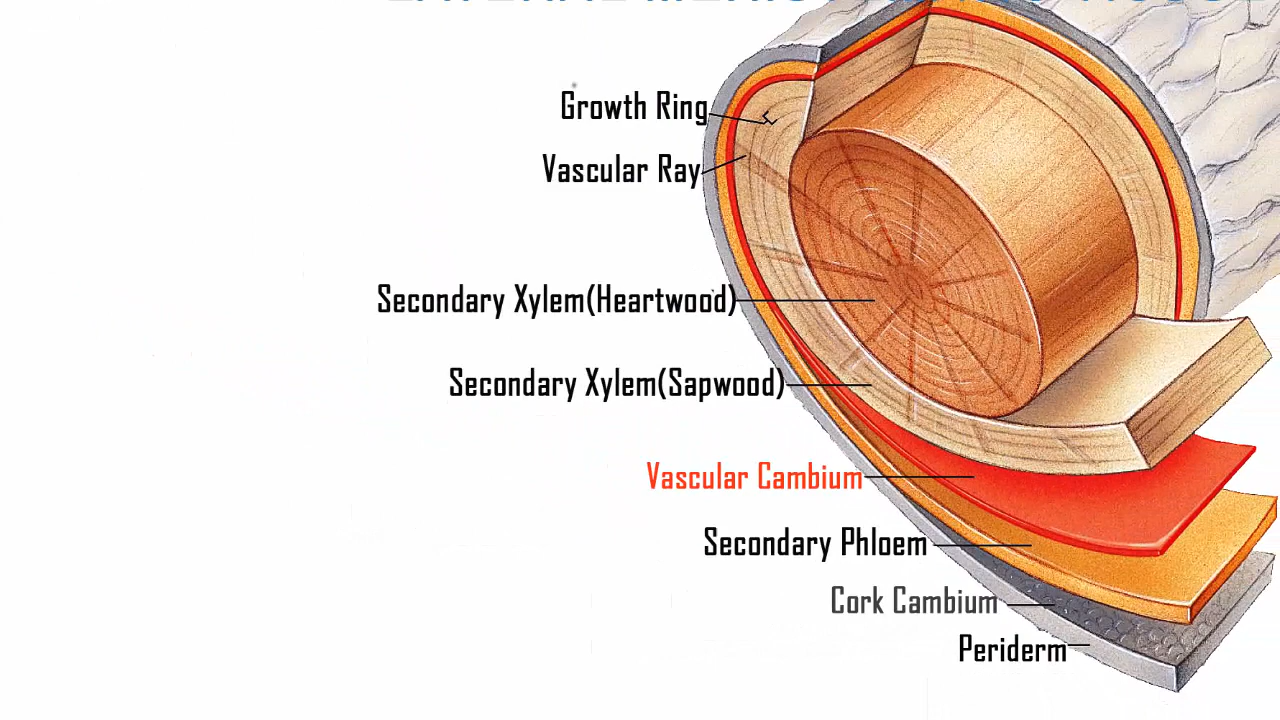 Growth Ring
Vascular Ray
Secondary Xylem(Heartwood)
Secondary Xylem(Sapwood)
Vascular Cambium
Secondary Phloem
Cork Cambium
Periderm